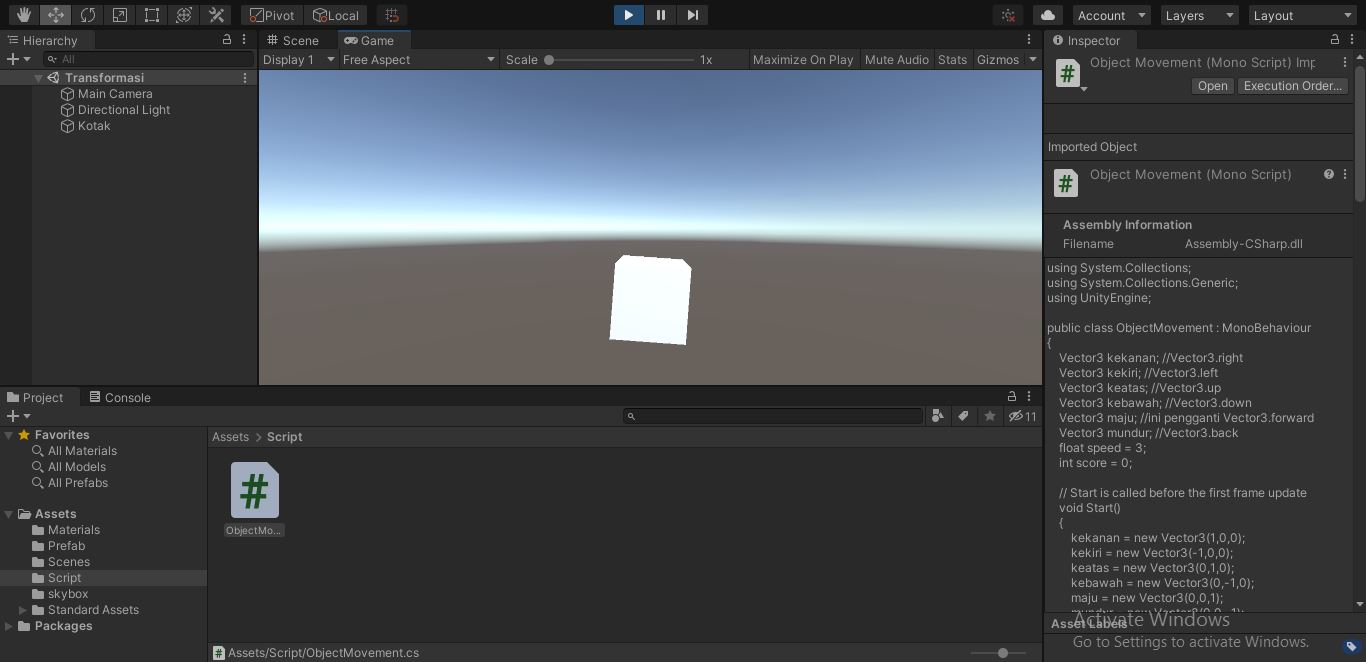 Pivot
Local
Account
Layers
Layout
Hierarchy
All
Transformasi
Main Camera
Directional Light
Kotak
Scene
Game
Display 1
Free Aspect
Scale
1x
Maximize On Play
Mute Audio
Stats
Gizmos
Inspector
Object Movement (Mono Script) Imp
Open
Execution Order...
Imported Object
Object Movement (Mono Script)
Assembly Information
Filename
Assembly-CSharp.dll
using System.Collections;
using System.Collections.Generic;
using UnityEngine;
public class ObjectMovement : MonoBehaviour
{
Vector3 kekanan; //Vector3.right
Vector3 kekiri; //Vector3.left
Vector3 keatas; //Vector3.up
Vector3 kebawah; //Vector3.down
Vector3 maju; //ini pengganti Vector3.forward
Vector3 mundur; //Vector3.back
float speed = 3;
int score = 0;
// Start is called before the first frame update
void Start()
{
kekanan = new Vector3(1,0,0);
kekiri = new Vector3(-1,0,0);
keatas = new Vector3(0,1,0);
kebawah = new Vector3(0,-1,0);
maju = new Vector3(0,0,1);
mundur = new Vector3(0,0,-1);
Asset Labels
Activate Windows
Go to Settings to activate Windows.
Project
Console
11
Favorites
All Materials
All Models
All Prefabs
Assets
Materials
Prefab
Scenes
Script
skybox
Standard Assets
Packages
Assets > Script
#
ObjectMo...
Assets/Script/ObjectMovement.cs